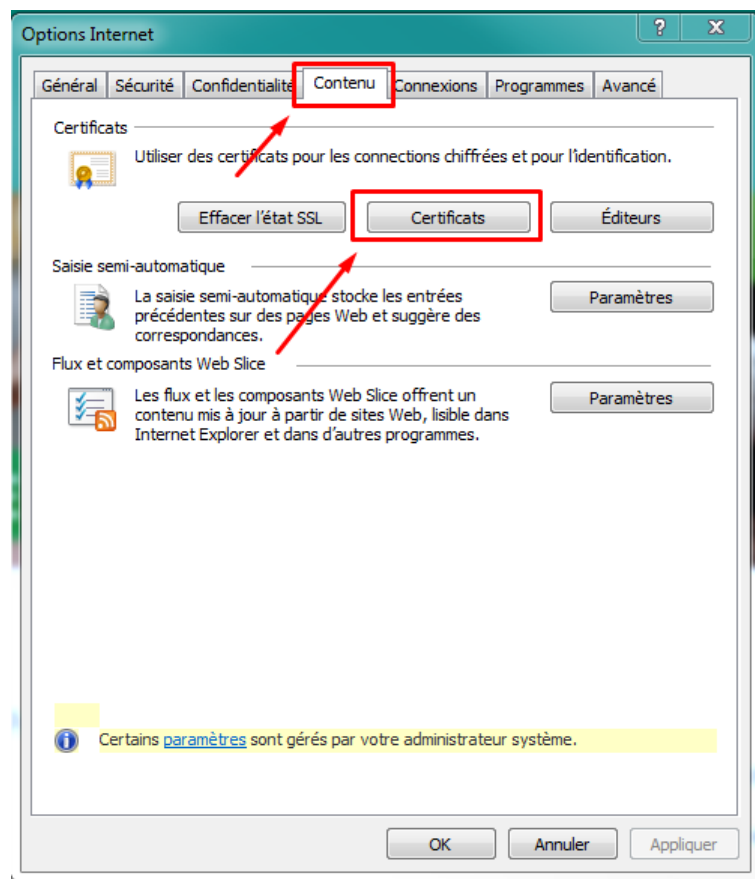 Options Internet
Général Sécurité Confidentialité Contenu Connexions Programmes Avancé
Certificats
Utiliser des certificats pour les connections chiffrées et pour l'identification.
Effacer l'état SSL Certificats Éditeurs
Saisie semi-automatique
La saisie semi-automatique stocke les entrées
précédentes sur des pages Web et suggère des
correspondances.
Paramètres
Flux et composants Web Slice
Les flux et les composants Web Slice offrent un
contenu mis à jour à partir de sites Web, lisible dans
Internet Explorer et dans d'autres programmes.
Paramètres
Certains paramètres sont gérés par votre administrateur système.
OK Annuler Appliquer